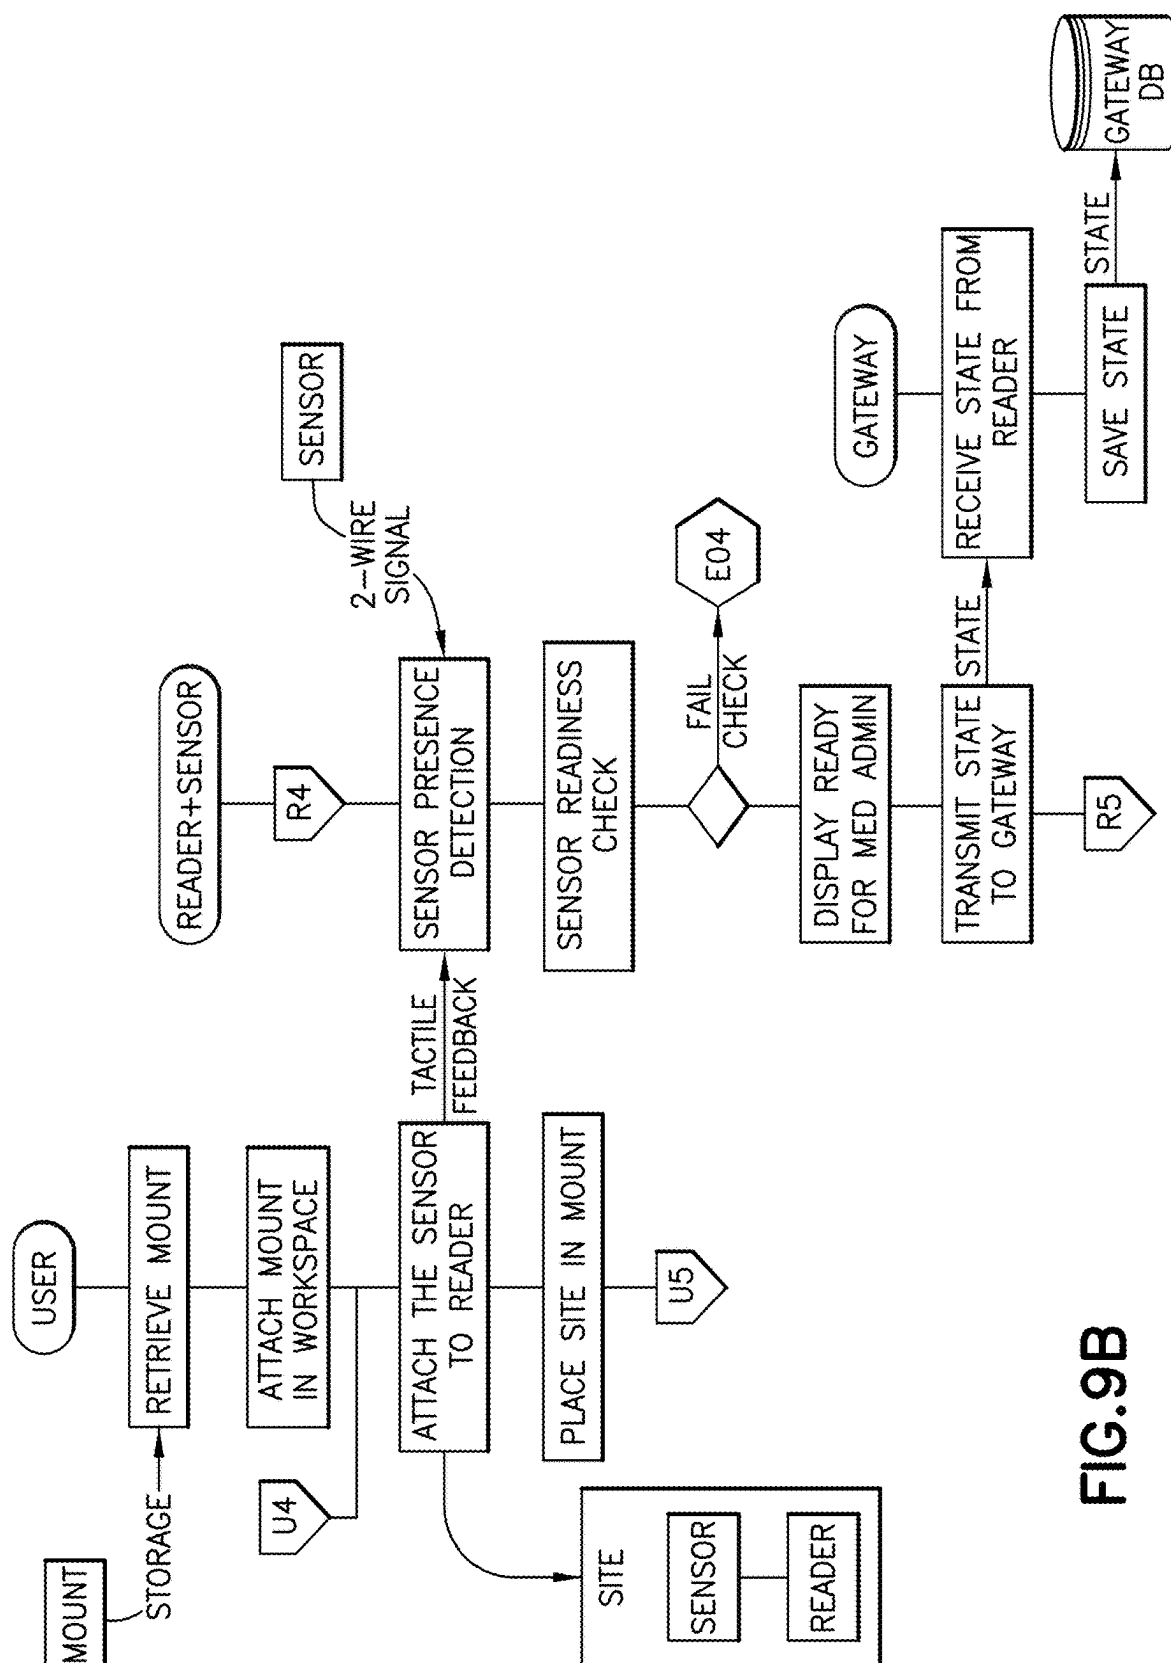 MOUNT
STORAGE
USER
RETRIEVE MOUNT
ATTACH MOUNT
IN WORKSPACE
U4
ATTACH THE SENSOR
TO READER
TACTILE
FEEDBACK
PLACE SITE IN MOUNT
U5
SITE
SENSOR
READER
READER+SENSOR
R4
SENSOR PRESENCE
DETECTION
SENSOR
2-WIRE
SIGNAL
SENSOR READINESS
CHECK
FAIL
CHECK
E04
DISPLAY READY
FOR MED ADMIN
TRANSMIT STATE
TO GATEWAY
STATE
R5
GATEWAY
RECEIVE STATE FROM
READER
SAVE STATE
STATE
GATEWAY
DB
FIG.9B